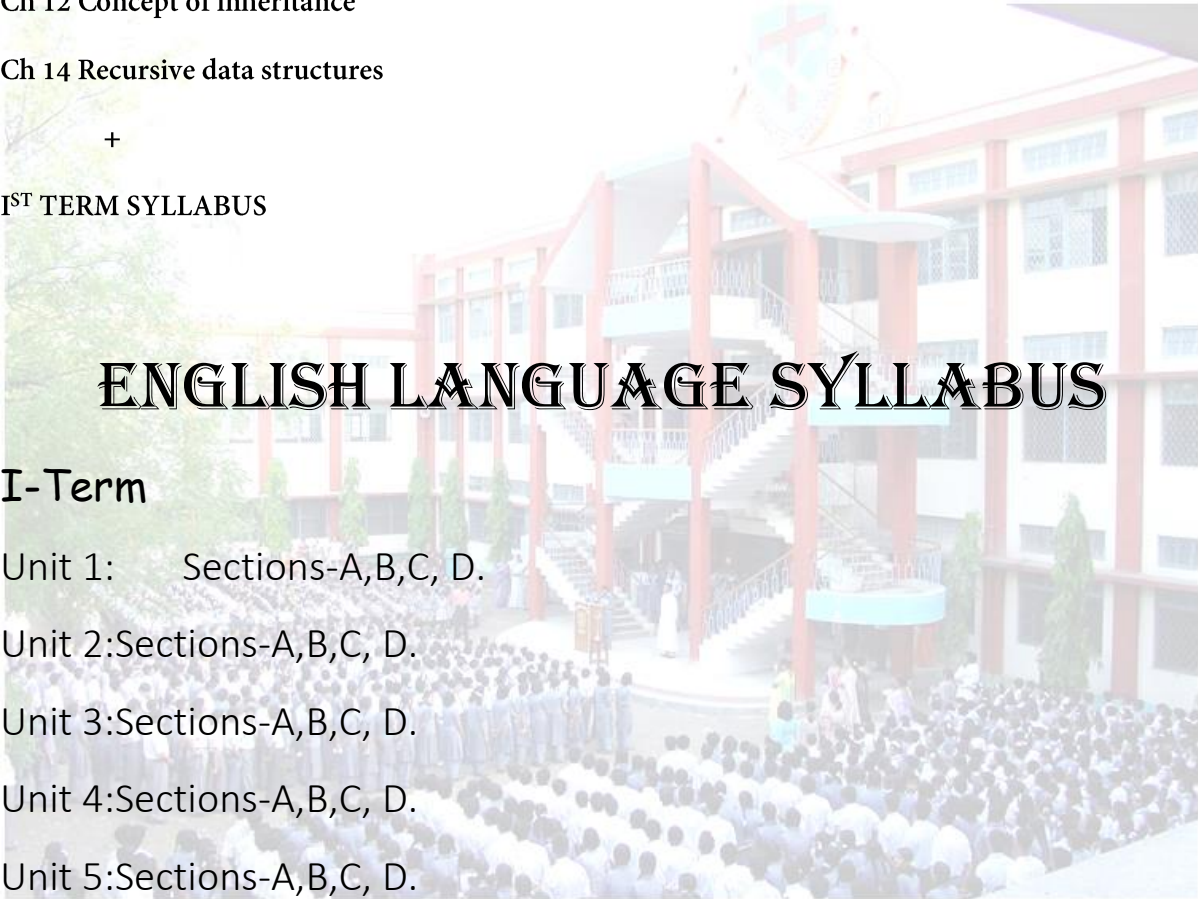 Ch 12 Concept of inheritance
Ch 14 Recursive data structures
+
IST TERM SYLLABUS
ENGLISH LANGUAGE SYLLABUS
I-Term
Unit 1: Sections-A,B,C, D.
Unit 2:Sections-A,B,C, D.
Unit 3:Sections-A,B,C, D.
Unit 4:Sections-A,B,C, D.
Unit 5:Sections-A,B,C, D.